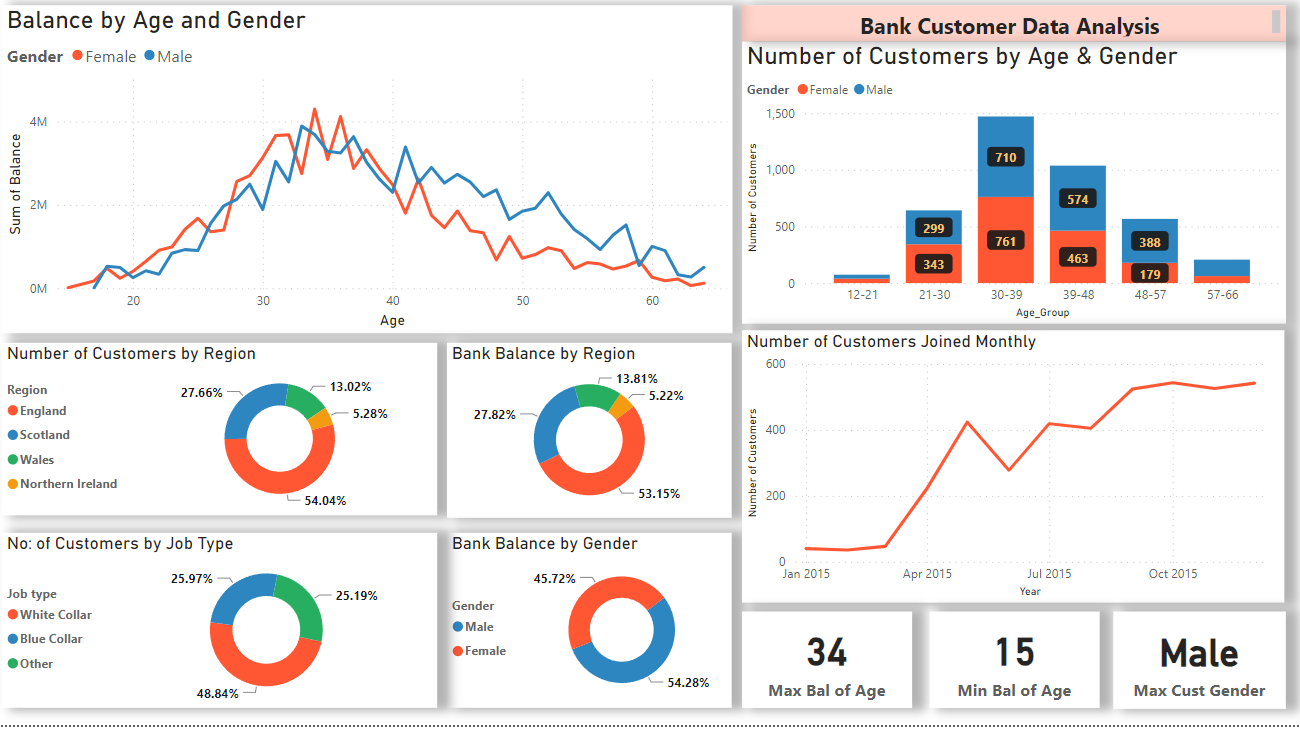 Balance by Age and Gender
Gender Female Male
Sum of Balance
4M
2M
0M
20 30 40 50 60
Age
Bank Customer Data Analysis
Number of Customers by Age & Gender
Gender Female Male
Number of Customers
1,500
1,000
500
0
710
761
299
343
574
463
388
179
12-21 21-30 30-39 39-48 48-57 57-66
Age_Group
Number of Customers by Region
Region
England
Scotland
Wales
Northern Ireland
27.66%
13.02%
5.28%
54.04%
Bank Balance by Region
13.81%
5.22%
27.82%
53.15%
Number of Customers Joined Monthly
Number of Customers
600
400
200
0
Jan 2015 Apr 2015 Jul 2015 Oct 2015
Year
No: of Customers by Job Type
Job type
White Collar
Blue Collar
Other
25.97%
25.19%
48.84%
Bank Balance by Gender
Gender
Male
Female
45.72%
54.28%
34
Max Bal of Age
15
Min Bal of Age
Male
Max Cust Gender